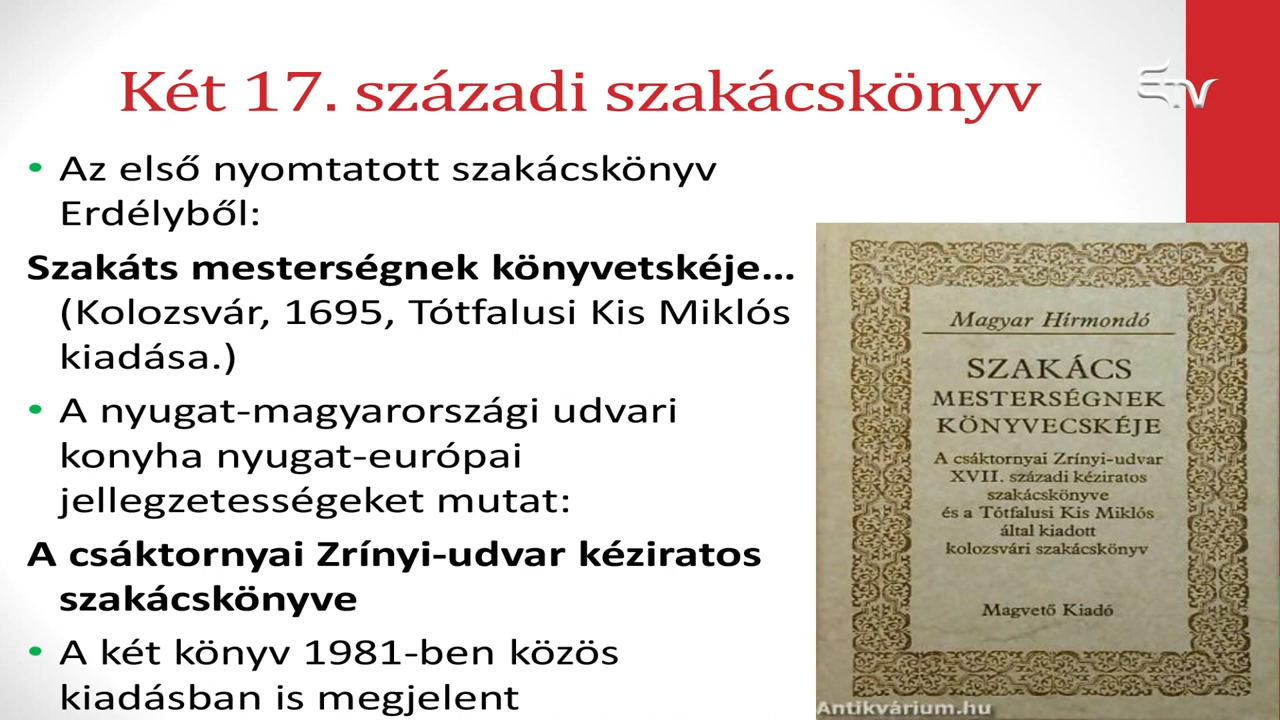 Két 17. századi szakácskönyv
ETV
• Az első nyomtatott szakácskönyv
Erdélyből:
Szakáts mesterségnek könyvetskéje...
(Kolozsvár, 1695, Tótfalusi Kis Miklós
kiadása.)
• A nyugat-magyarországi udvari
konyha nyugat-európai
jellegzetességeket mutat:
A csáktornyai Zrínyi-udvar kéziratos
szakácskönyve
• A két könyv 1981-ben közös
kiadásban is megjelent
Magyar Hírmondó
SZAKÁCS
MESTERSÉGNEK
KÖNYVECSKÉJE
A csáktornyai Zrínyi-udvar
XVII. századi kéziratos
szakácskönyve
és a Tótfalusi Kis Miklós
által kiadott
kolozsvári szakácskönyv
Magvető Kiadó
Antikvárium.hu